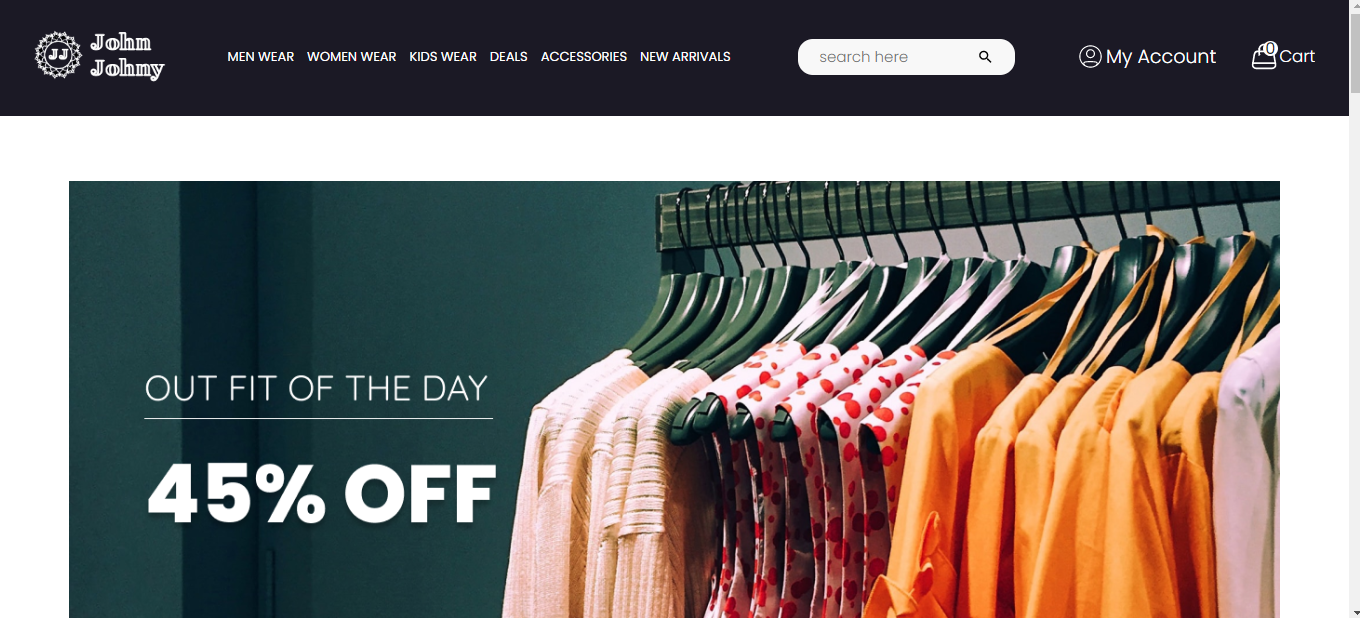 John
Johny
JJ
MEN WEAR WOMEN WEAR KIDS WEAR DEALS ACCESSORIES NEW ARRIVALS
search here
My Account
0
Cart
OUT FIT OF THE DAY
45% OFF